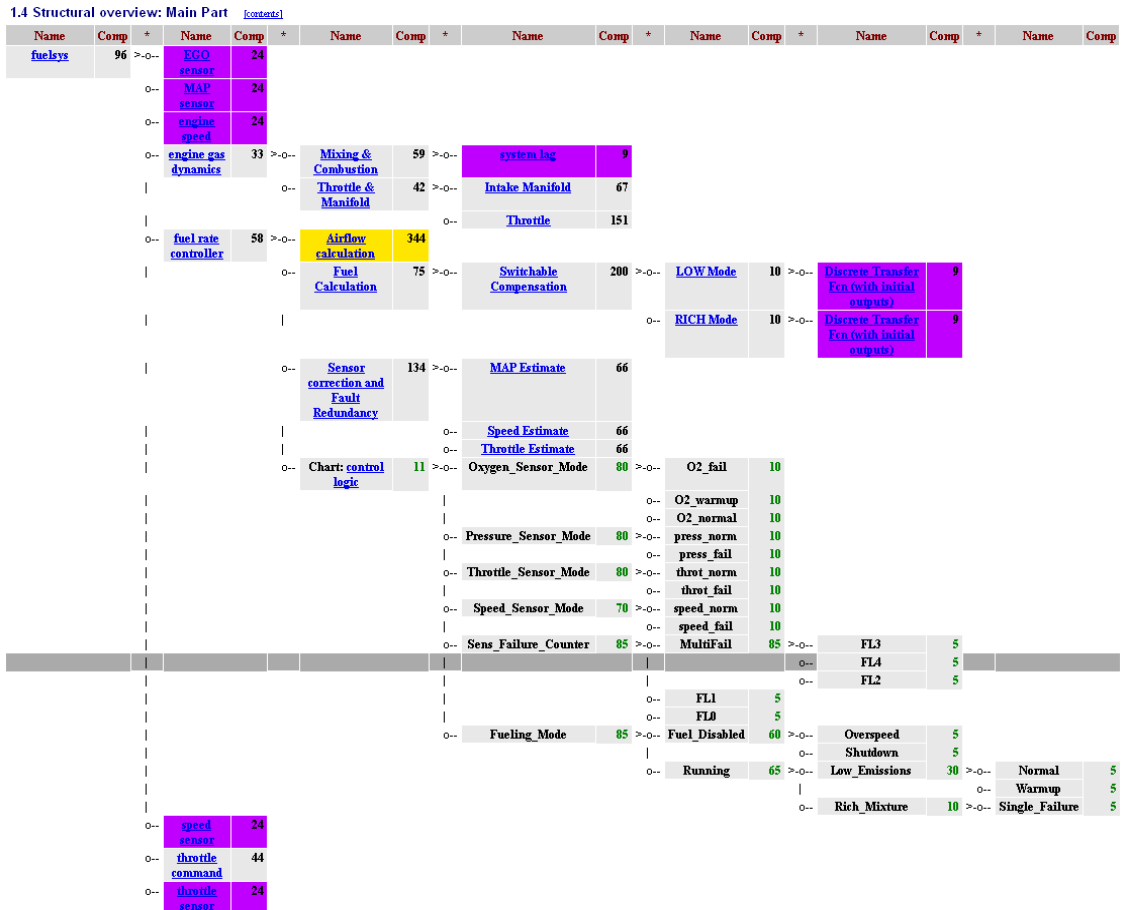 1.4 Structural overview: Main Part [contents]
Name Comp * Name Comp * Name Comp * Name Comp * Name Comp * Name Comp * Name Comp
fuelsys 96 >-o-- EGO sensor 24
o-- MAP sensor 24
o-- engine speed 24
o-- engine gas dynamics 33 >-o-- Mixing & Combustion 59 >-o-- system lag 9
| o-- Throttle & Manifold 42 >-o-- Intake Manifold 67
| o-- Throttle 151
o-- fuel rate controller 58 >-o-- Airflow calculation 344
| o-- Fuel Calculation 75 >-o-- Switchable Compensation 200 >-o-- LOW Mode 10 >-o-- Discrete Transfer Fcn (with initial outputs) 9
| | o-- RICH Mode 10 >-o-- Discrete Transfer Fcn (with initial outputs) 9
| o-- Sensor correction and Fault Redundancy 134 >-o-- MAP Estimate 66
| | o-- Speed Estimate 66
| | o-- Throttle Estimate 66
| o-- Chart: control logic 11 >-o-- Oxygen_Sensor_Mode 80 >-o-- O2_fail 10
| | o-- O2_warmup 10
| | o-- O2_normal 10
| o-- Pressure_Sensor_Mode 80 >-o-- press_norm 10
| | o-- press_fail 10
| o-- Throttle_Sensor_Mode 80 >-o-- throt_norm 10
| | o-- throt_fail 10
| o-- Speed_Sensor_Mode 70 >-o-- speed_norm 10
| | o-- speed_fail 10
| o-- Sens_Failure_Counter 85 >-o-- MultiFail 85 >-o-- FL3 5
| | | o-- FL4 5
| | | o-- FL2 5
| | o-- FL1 5
| | o-- FL0 5
| o-- Fueling_Mode 85 >-o-- Fuel_Disabled 60 >-o-- Overspeed 5
| | o-- Shutdown 5
| o-- Running 65 >-o-- Low_Emissions 30 >-o-- Normal 5
| | o-- Warmup 5
| o-- Rich_Mixture 10 >-o-- Single_Failure 5
o-- speed sensor 24
o-- throttle command 44
o-- throttle sensor 24